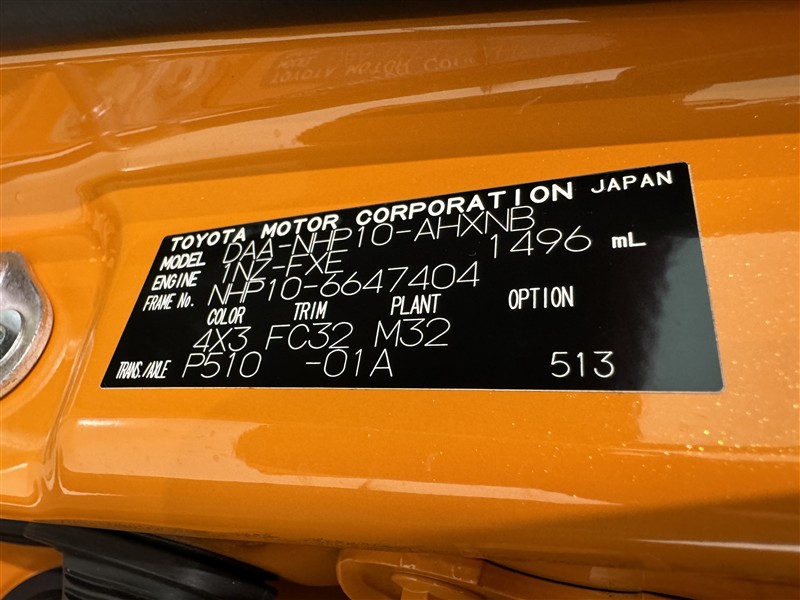 TOYOTA MOTOR CORPORATION JAPAN
MODEL DAA-NHP10-AHXNB
ENGINE 1NZ-FXE 1496 mL
FRAME No. NHP10-6647404
COLOR TRIM PLANT OPTION
4X3 FC32 M32
TRANS./AXLE P510 -01A 513